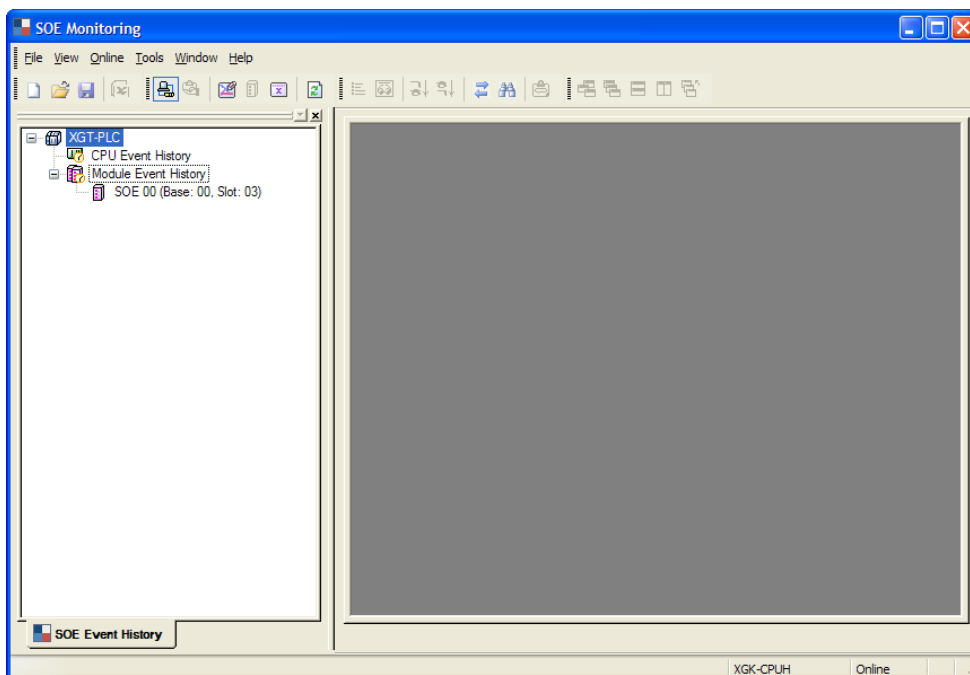 SOE Monitoring
File View Online Tools Window Help
XGT-PLC
CPU Event History
Module Event History
SOE 00 (Base: 00, Slot: 03)
SOE Event History
XGK-CPUH Online